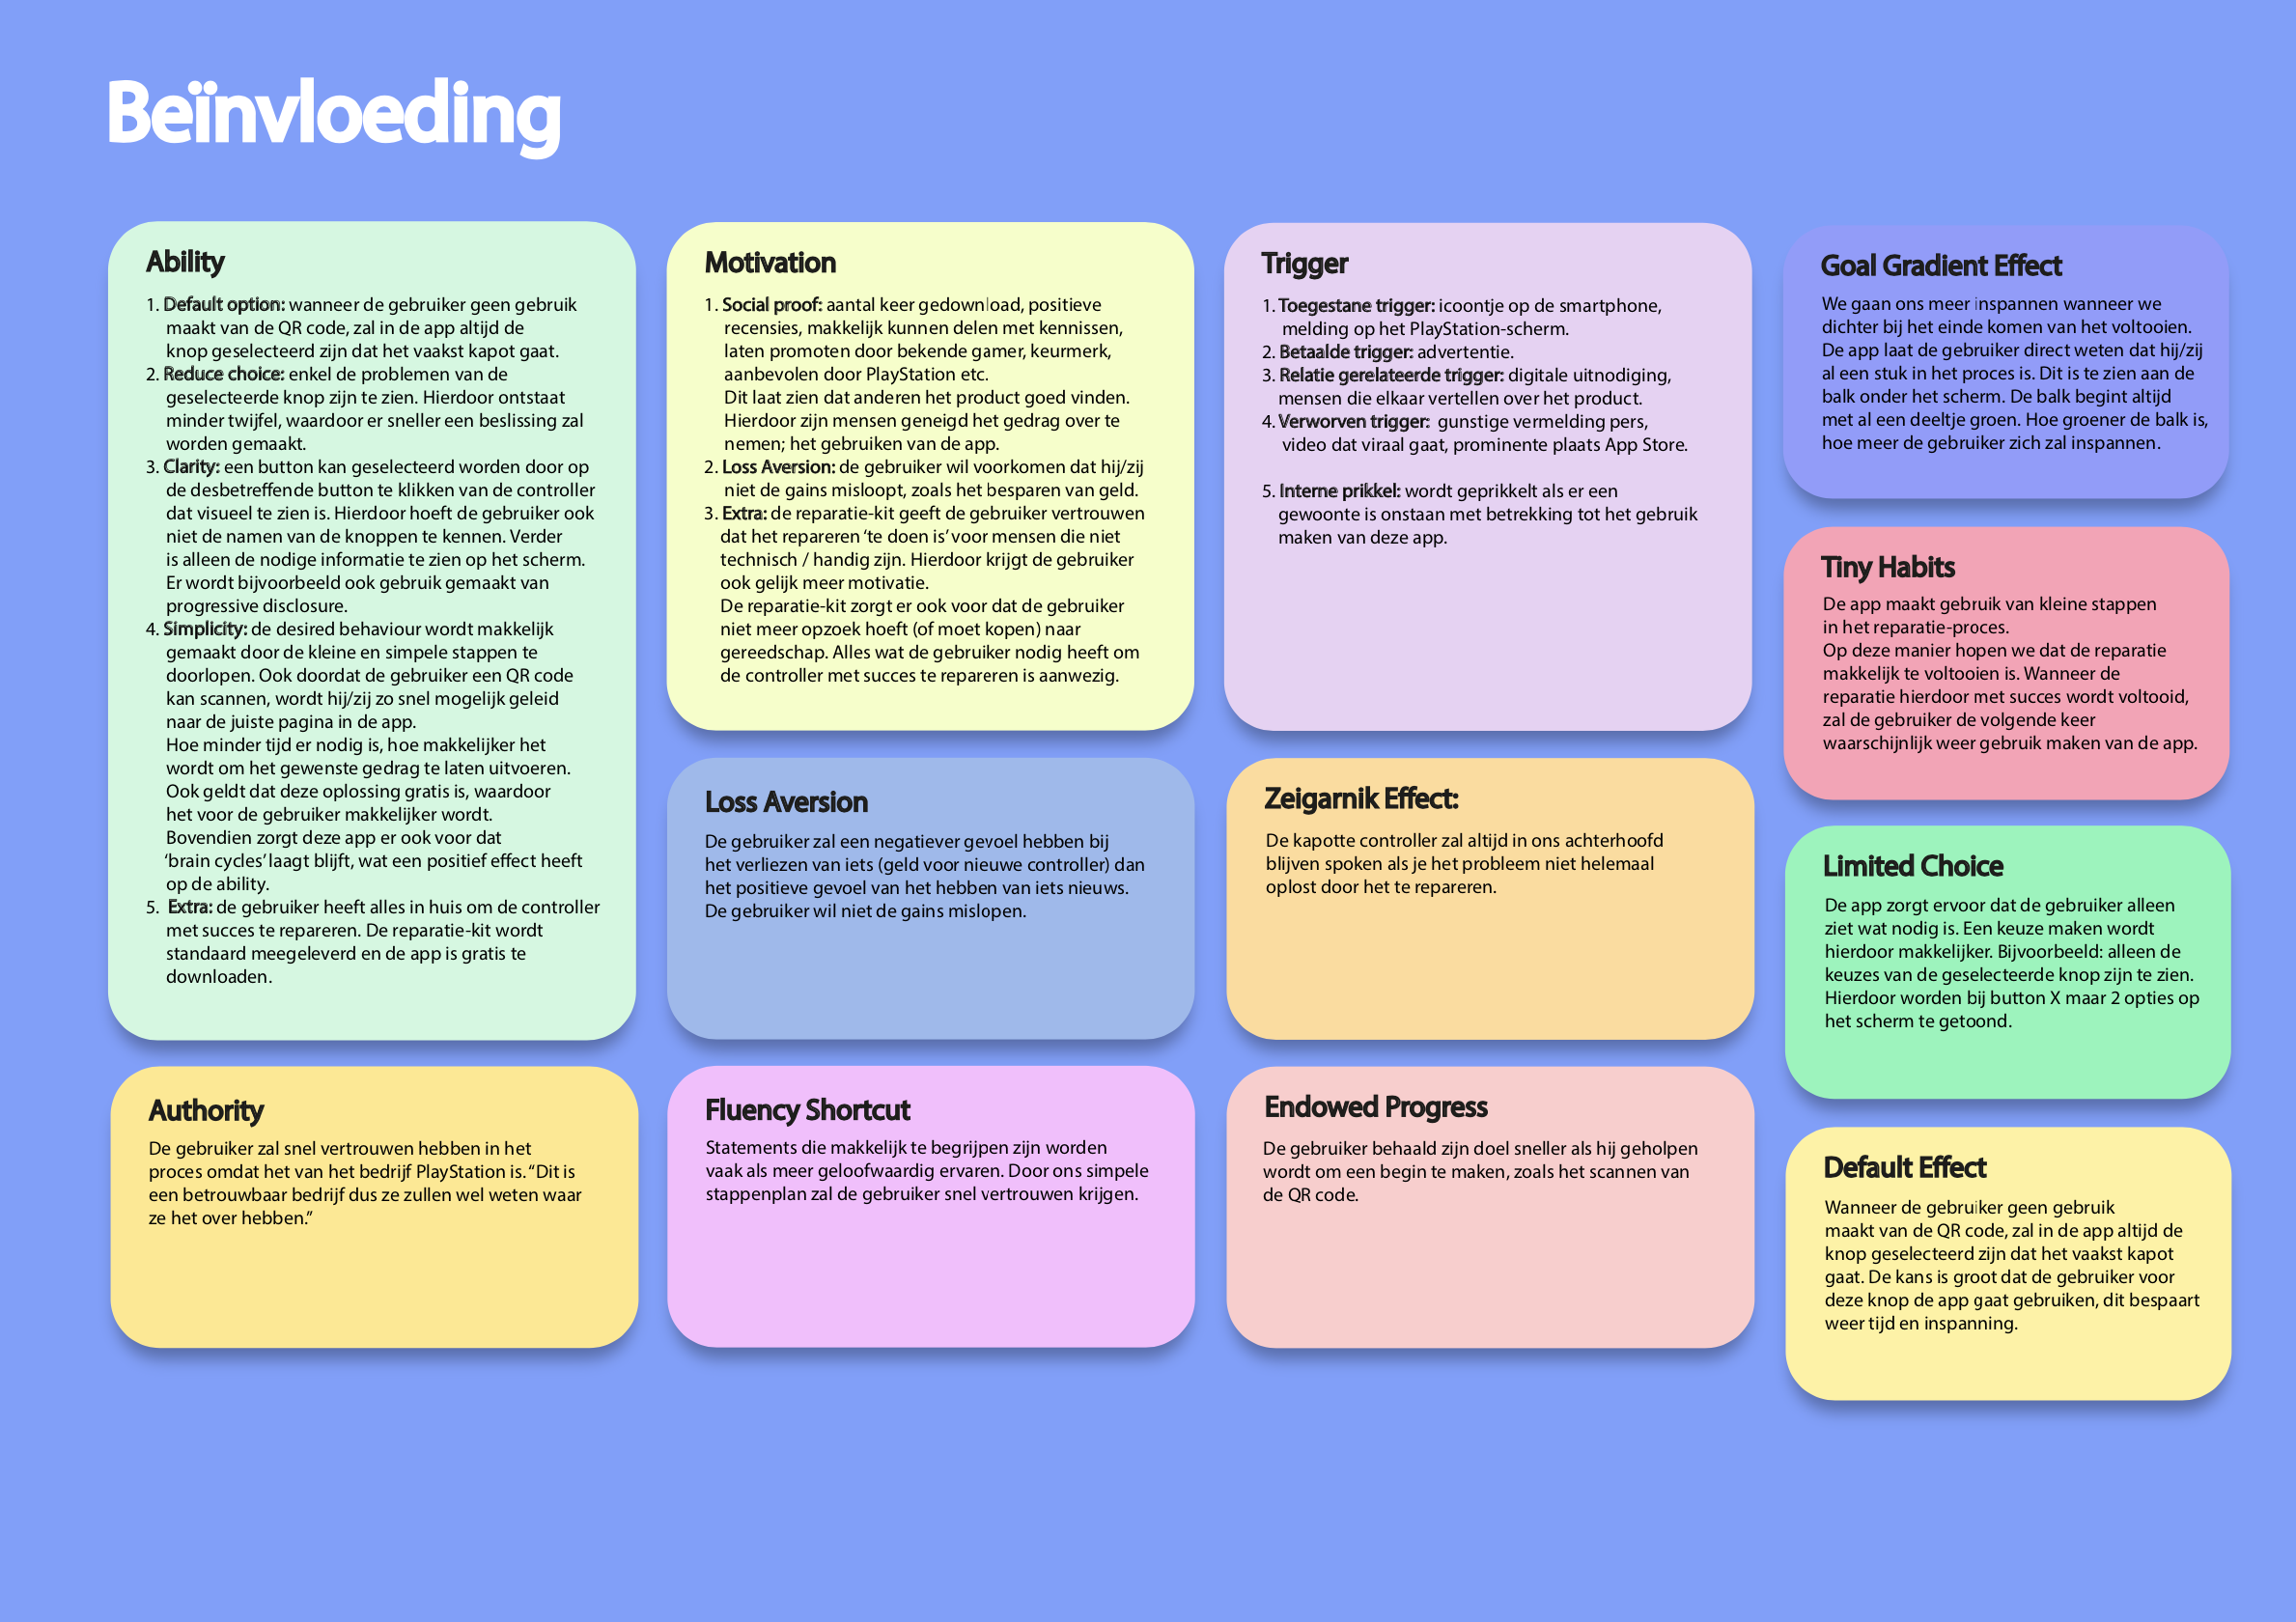 Beïnvloeding
Ability
1. Default option: wanneer de gebruiker geen gebruik
maakt van de QR code, zal in de app altijd de
knop geselecteerd zijn dat het vaakst kapot gaat.
2. Reduce choice: enkel de problemen van de
geselecteerde knop zijn te zien. Hierdoor ontstaat
minder twijfel, waardoor er sneller een beslissing zal
worden gemaakt.
3. Clarity: een button kan geselecteerd worden door op
de desbetreffende button te klikken van de controller
dat visueel te zien is. Hierdoor hoeft de gebruiker ook
niet de namen van de knoppen te kennen. Verder
is alleen de nodige informatie te zien op het scherm.
Er wordt bijvoorbeeld ook gebruik gemaakt van
progressive disclosure.
4. Simplicity: de desired behaviour wordt makkelijk
gemaakt door de kleine en simpele stappen te
doorlopen. Ook doordat de gebruiker een QR code
kan scannen, wordt hij/zij zo snel mogelijk geleid
naar de juiste pagina in de app.
Hoe minder tijd er nodig is, hoe makkelijker het
wordt om het gewenste gedrag te laten uitvoeren.
Ook geldt dat deze oplossing gratis is, waardoor
het voor de gebruiker makkelijker wordt.
Bovendien zorgt deze app er ook voor dat
‘brain cycles’ laagt blijft, wat een positief effect heeft
op de ability.
5. Extra: de gebruiker heeft alles in huis om de controller
met succes te repareren. De reparatie-kit wordt
standaard meegeleverd en de app is gratis te
downloaden.
Motivation
1. Social proof: aantal keer gedownload, positieve
recensies, makkelijk kunnen delen met kennissen,
laten promoten door bekende gamer, keurmerk,
aanbevolen door PlayStation etc.
Dit laat zien dat anderen het product goed vinden.
Hierdoor zijn mensen geneigd het gedrag over te
nemen; het gebruiken van de app.
2. Loss Aversion: de gebruiker wil voorkomen dat hij/zij
niet de gains misloopt, zoals het besparen van geld.
3. Extra: de reparatie-kit geeft de gebruiker vertrouwen
dat het repareren ‘te doen is’ voor mensen die niet
technisch / handig zijn. Hierdoor krijgt de gebruiker
ook gelijk meer motivatie.
De reparatie-kit zorgt er ook voor dat de gebruiker
niet meer opzoek hoeft (of moet kopen) naar
gereedschap. Alles wat de gebruiker nodig heeft om
de controller met succes te repareren is aanwezig.
Trigger
1. Toegestane trigger: icoontje op de smartphone,
melding op het PlayStation-scherm.
2. Betaalde trigger: advertentie.
3. Relatie gerelateerde trigger: digitale uitnodiging,
mensen die elkaar vertellen over het product.
4. Verworven trigger: gunstige vermelding pers,
video dat viraal gaat, prominente plaats App Store.
5. Interne prikkel: wordt geprikkelt als er een
gewoonte is onstaan met betrekking tot het gebruik
maken van deze app.
Goal Gradient Effect
We gaan ons meer inspannen wanneer we
dichter bij het einde komen van het voltooien.
De app laat de gebruiker direct weten dat hij/zij
al een stuk in het proces is. Dit is te zien aan de
balk onder het scherm. De balk begint altijd
met al een deeltje groen. Hoe groener de balk is,
hoe meer de gebruiker zich zal inspannen.
Tiny Habits
De app maakt gebruik van kleine stappen
in het reparatie-proces.
Op deze manier hopen we dat de reparatie
makkelijk te voltooien is. Wanneer de
reparatie hierdoor met succes wordt voltooid,
zal de gebruiker de volgende keer
waarschijnlijk weer gebruik maken van de app.
Loss Aversion
De gebruiker zal een negatiever gevoel hebben bij
het verliezen van iets (geld voor nieuwe controller) dan
het positieve gevoel van het hebben van iets nieuws.
De gebruiker wil niet de gains mislopen.
Zeigarnik Effect:
De kapotte controller zal altijd in ons achterhoofd
blijven spoken als je het probleem niet helemaal
oplost door het te repareren.
Limited Choice
De app zorgt ervoor dat de gebruiker alleen
ziet wat nodig is. Een keuze maken wordt
hierdoor makkelijker. Bijvoorbeeld: alleen de
keuzes van de geselecteerde knop zijn te zien.
Hierdoor worden bij button X maar 2 opties op
het scherm te getoond.
Authority
De gebruiker zal snel vertrouwen hebben in het
proces omdat het van het bedrijf PlayStation is. “Dit is
een betrouwbaar bedrijf dus ze zullen wel weten waar
ze het over hebben.”
Fluency Shortcut
Statements die makkelijk te begrijpen zijn worden
vaak als meer geloofwaardig ervaren. Door ons simpele
stappenplan zal de gebruiker snel vertrouwen krijgen.
Endowed Progress
De gebruiker behaald zijn doel sneller als hij geholpen
wordt om een begin te maken, zoals het scannen van
de QR code.
Default Effect
Wanneer de gebruiker geen gebruik
maakt van de QR code, zal in de app altijd de
knop geselecteerd zijn dat het vaakst kapot
gaat. De kans is groot dat de gebruiker voor
deze knop de app gaat gebruiken, dit bespaart
weer tijd en inspanning.